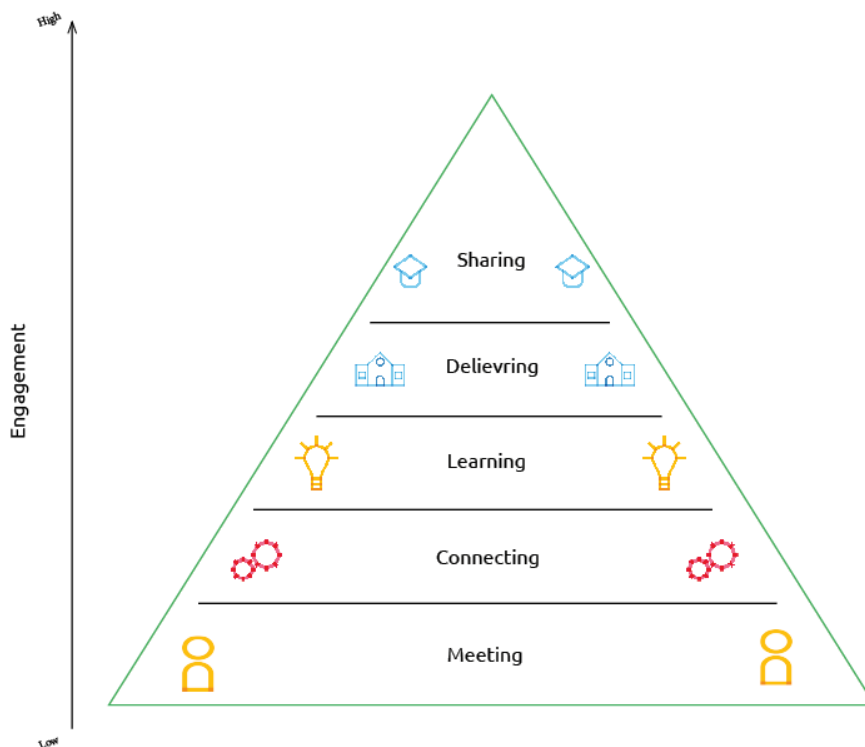 High
Sharing
Delievring
Engagement
Learning
Connecting
Meeting
Low